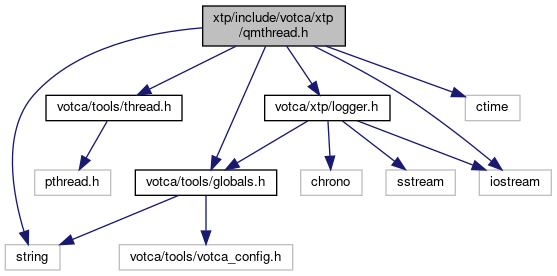 xtp/include/votca/xtp
/qmthread.h
votca/tools/thread.h
votca/xtp/logger.h
ctime
pthread.h
votca/tools/globals.h
chrono
sstream
iostream
string
votca/tools/votca_config.h